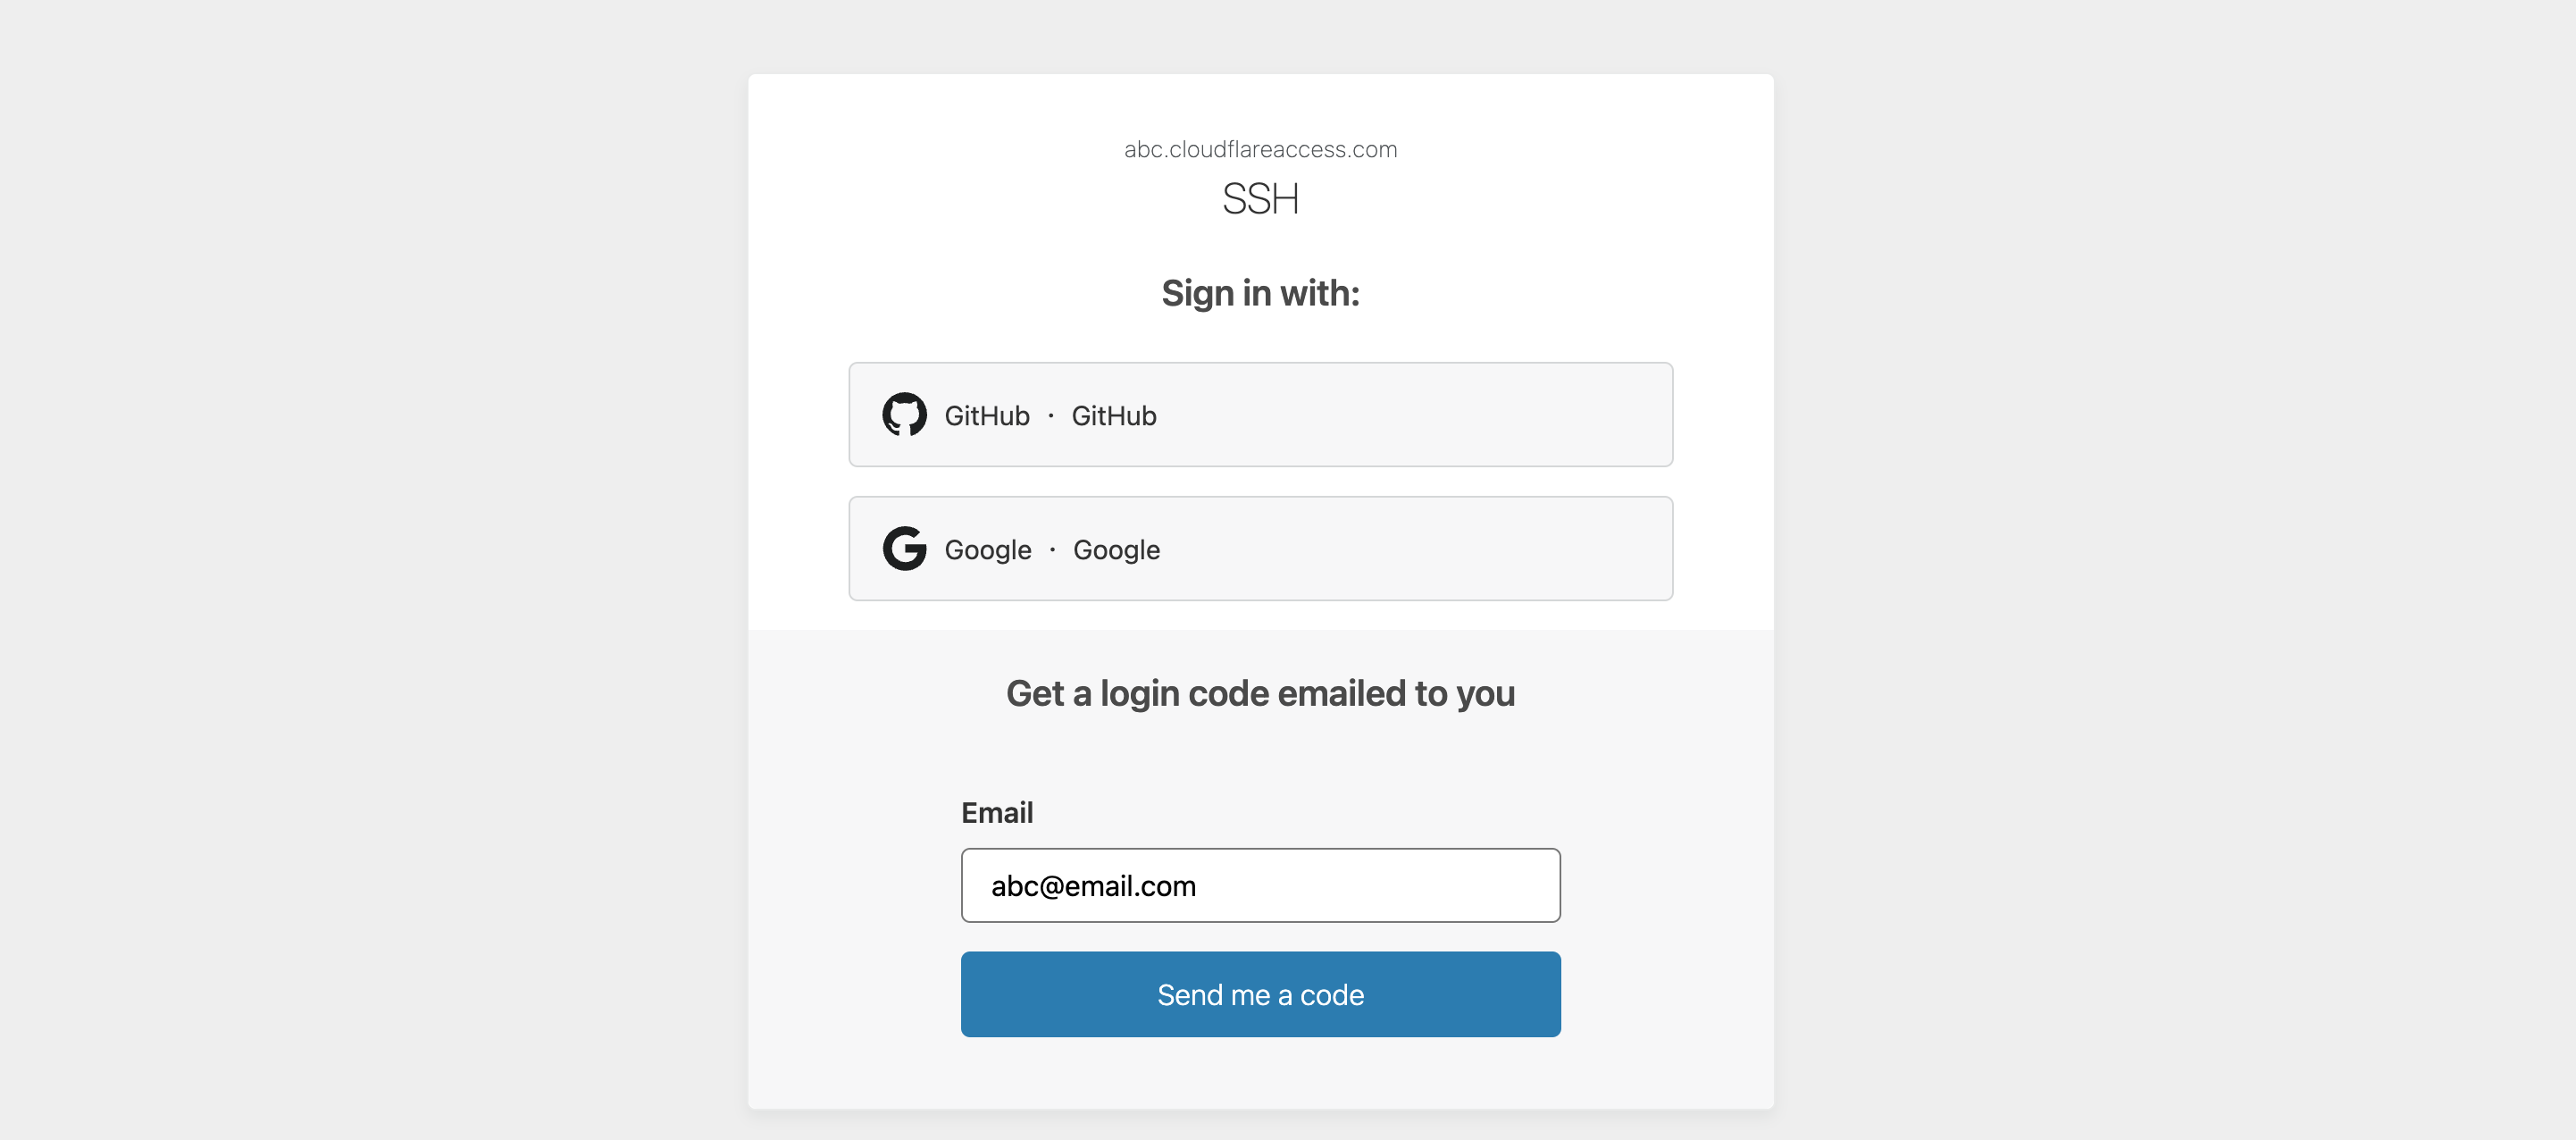 abc.cloudflareaccess.com
SSH
Sign in with:
GitHub · GitHub
Google · Google
Get a login code emailed to you
Email
abc@email.com
Send me a code